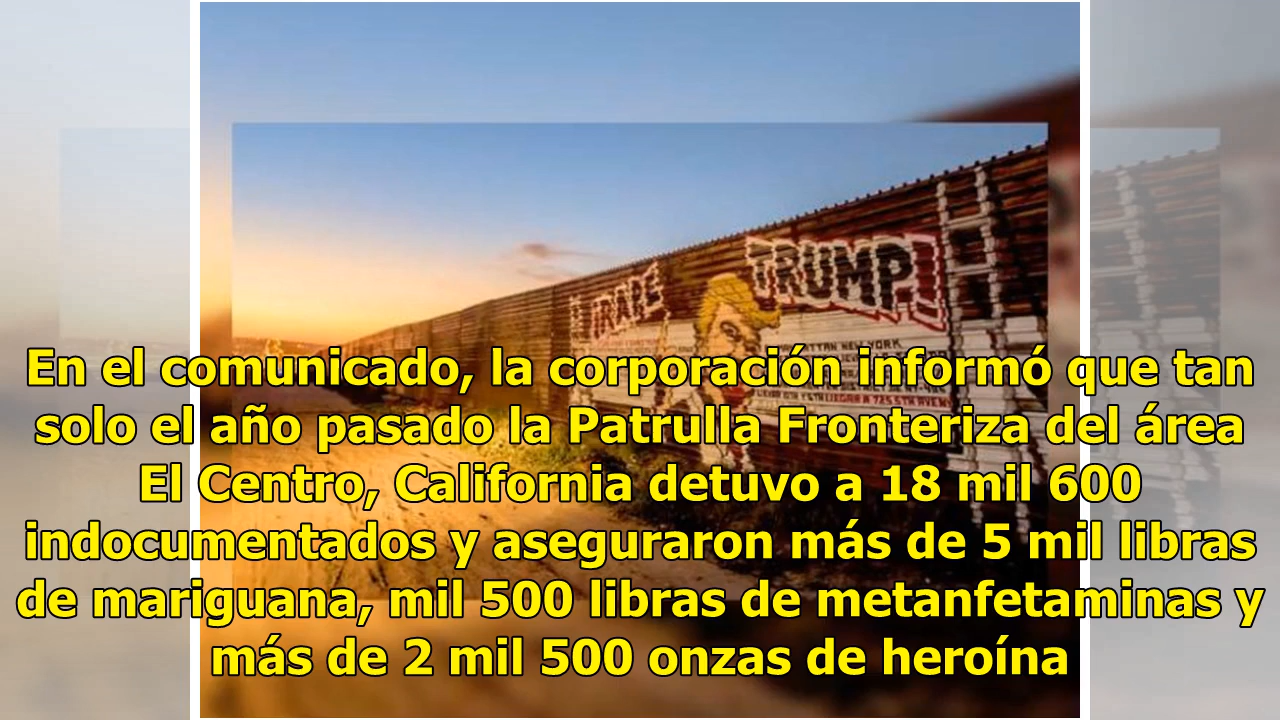 TRUMP
En el comunicado, la corporación informó que tan
solo el año pasado la Patrulla Fronteriza del área
El Centro, California detuvo a 18 mil 600
indocumentados y aseguraron más de 5 mil libras
de mariguana, mil 500 libras de metanfetaminas y
más de 2 mil 500 onzas de heroína